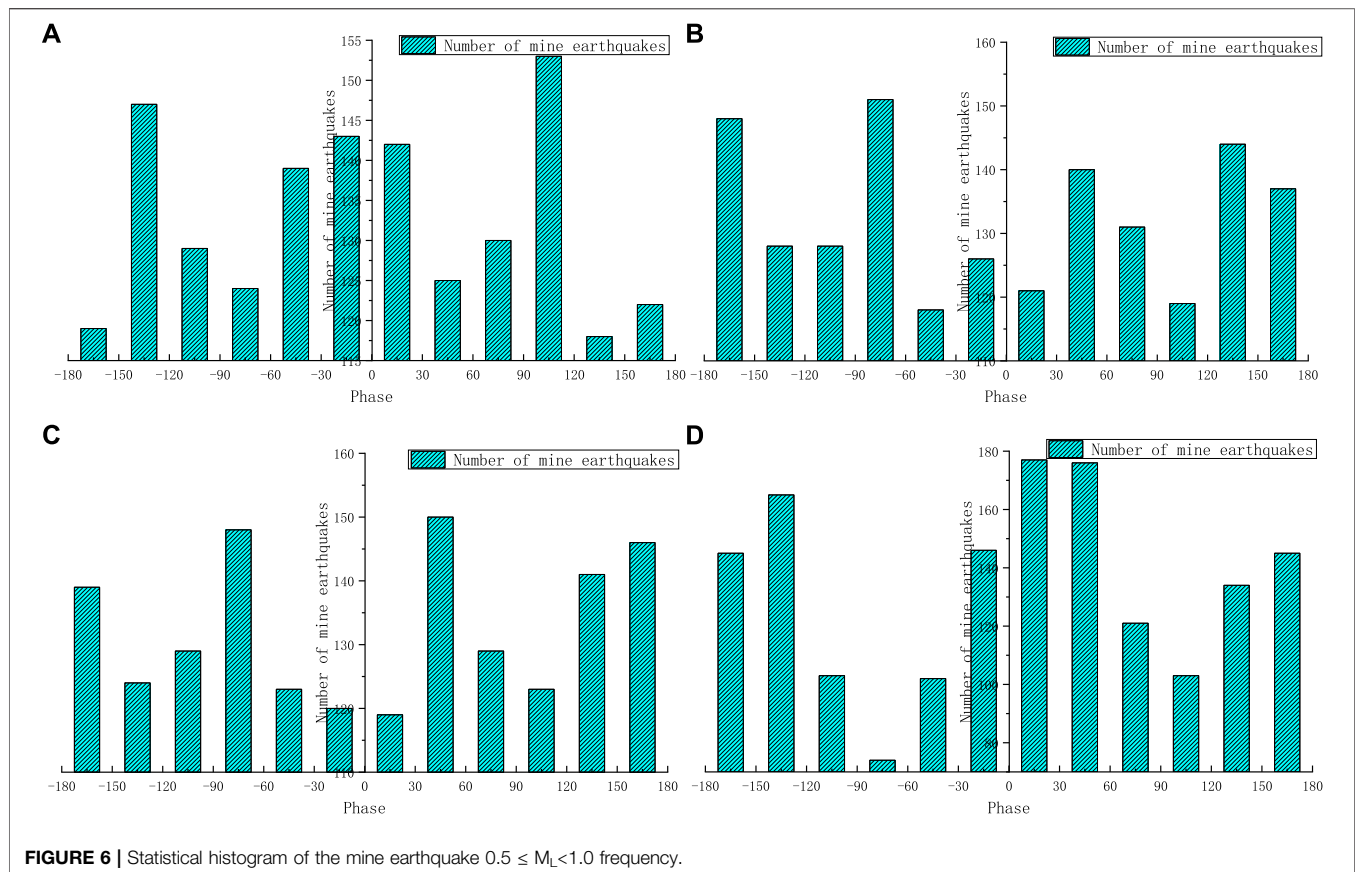 A
Number of mine earthquakes
155
150
145
140
135
130
125
120
115
Number of mine earthquakes
-180 -150 -120 -90 -60 -30 0 30 60 90 120 150 180
Phase
B
Number of mine earthquakes
160
150
140
130
120
110
Number of mine earthquakes
-180 -150 -120 -90 -60 -30 0 30 60 90 120 150 180
Phase
C
Number of mine earthquakes
160
150
140
130
120
110
Number of mine earthquakes
-180 -150 -120 -90 -60 -30 0 30 60 90 120 150 180
Phase
D
Number of mine earthquakes
180
160
140
120
100
80
Number of mine earthquakes
-180 -150 -120 -90 -60 -30 0 30 60 90 120 150 180
Phase
FIGURE 6 | Statistical histogram of the mine earthquake 0.5 ≤ ML<1.0 frequency.